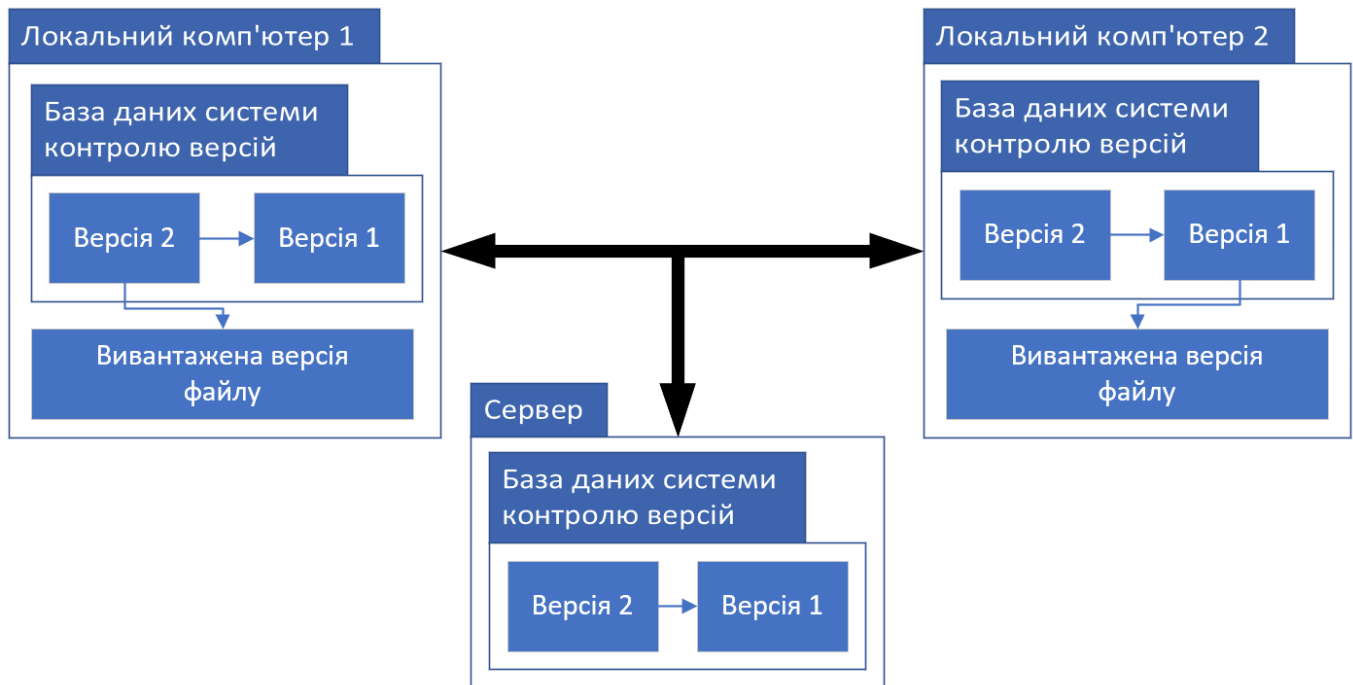 Локальний комп'ютер 1
База даних системи
контролю версій
Версія 2
Версія 1
Вивантажена версія
файлу
Локальний комп'ютер 2
База даних системи
контролю версій
Версія 2
Версія 1
Вивантажена версія
файлу
Сервер
База даних системи
контролю версій
Версія 2
Версія 1